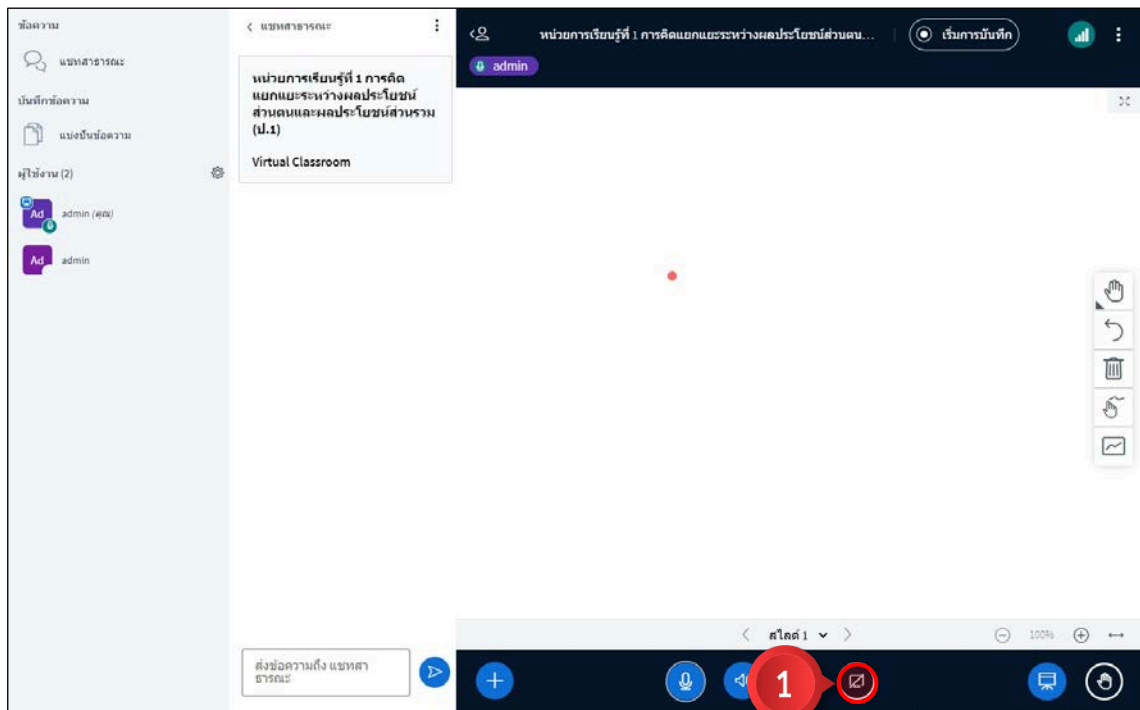 ข้อความ
แชทสาธารณะ
บันทึกข้อความ
แบ่งปันข้อความ
ผู้ใช้งาน (2)
Ad admin (คุณ)
Ad admin
แชทสาธารณะ
หน่วยการเรียนรู้ที่ 1 การคิด
แยกแยะระหว่างผลประโยชน์
ส่วนตนและผลประโยชน์ส่วนรวม
(ป.1)
Virtual Classroom
ส่งข้อความถึง แชทสา
ธารณะ
หน่วยการเรียนรู้ที่ 1 การคิดแยกแยะระหว่างผลประโยชน์ส่วนตน...
เริ่มการบันทึก
admin
สไลด์ 1
100%
1